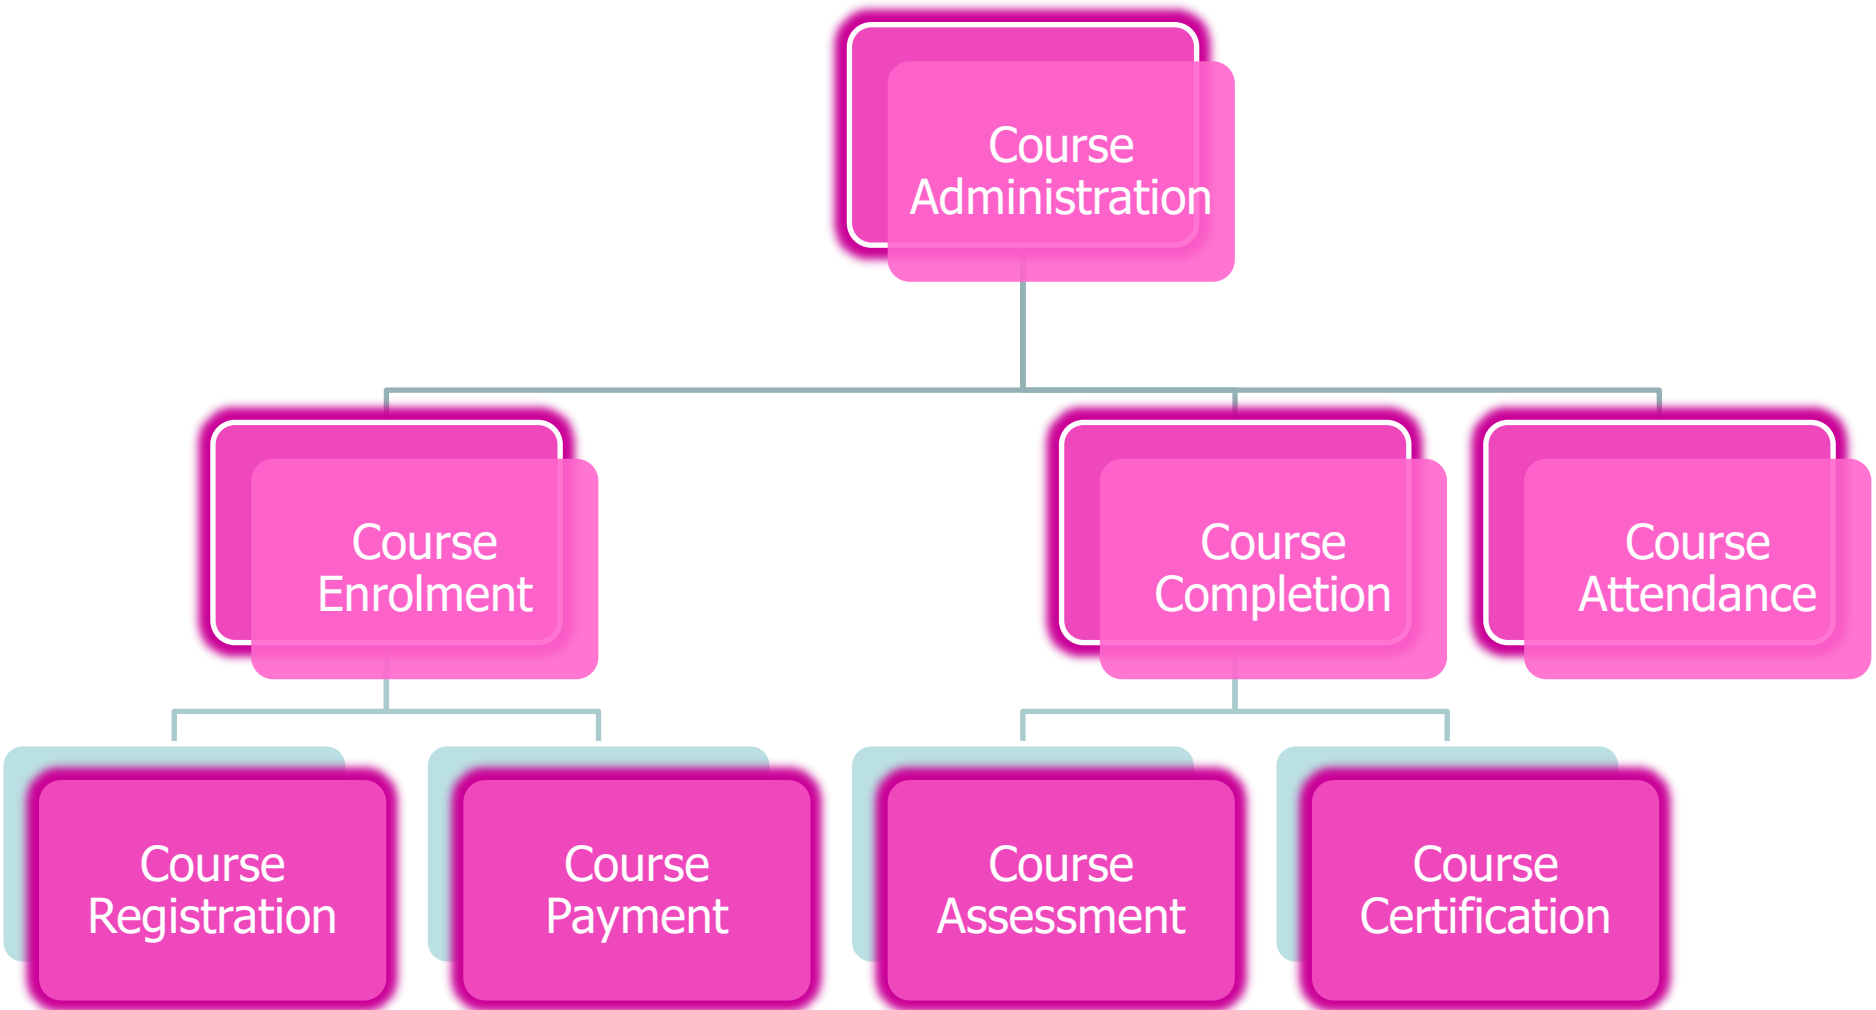 Course
Administration
Course
Enrolment
Course
Completion
Course
Attendance
Course
Registration
Course
Payment
Course
Assessment
Course
Certification